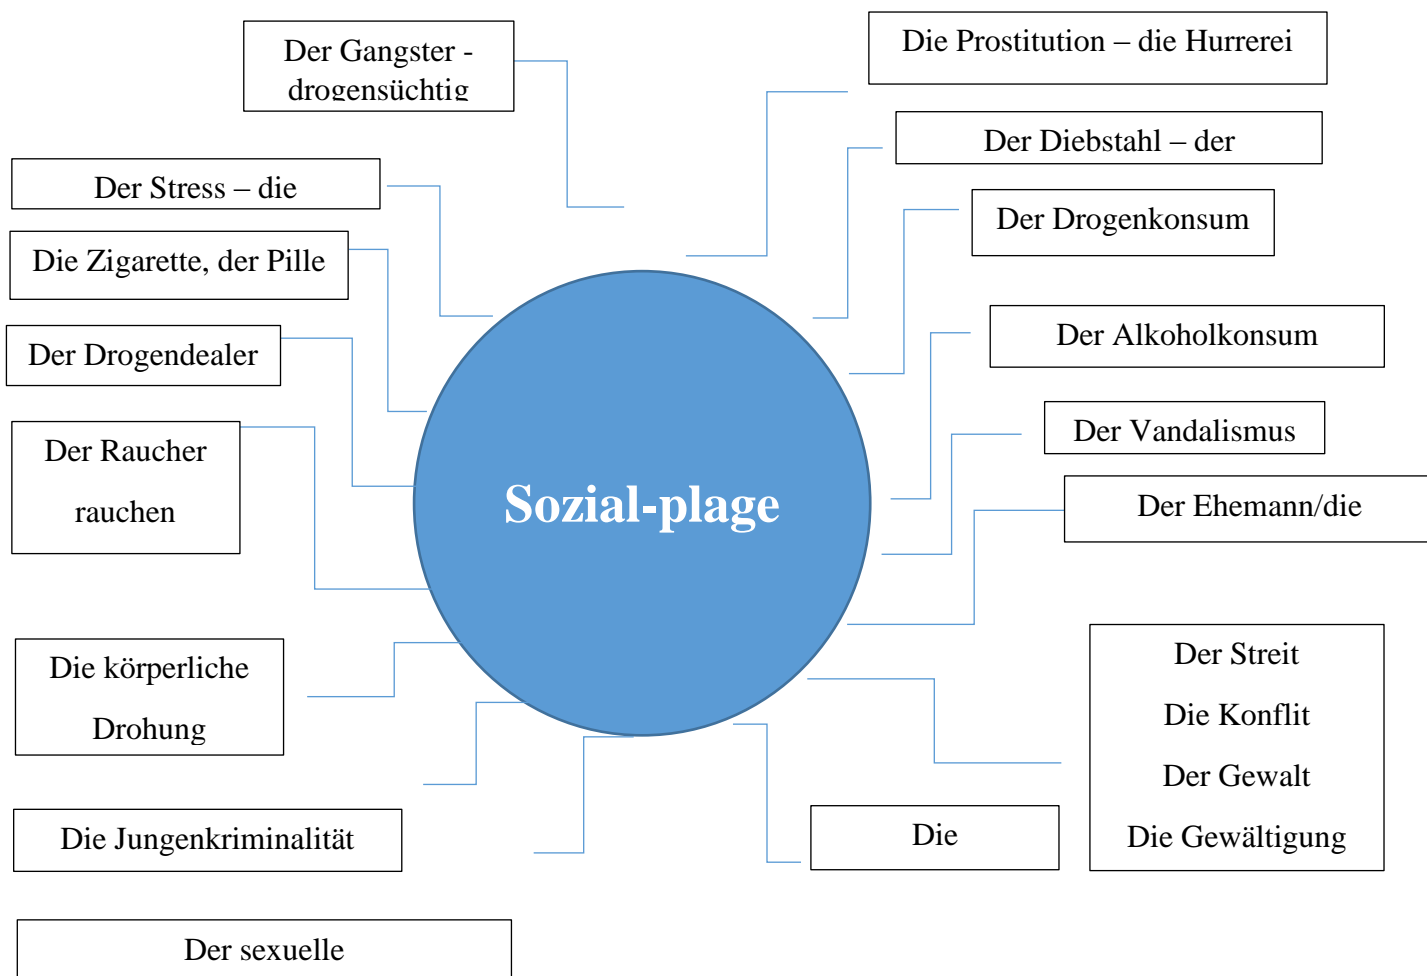 Der Gangster -
drogensüchtig
Die Prostitution – die Hurrerei
Der Diebstahl – der
Der Stress – die
Der Drogenkonsum
Die Zigarette, der Pille
Der Alkoholkonsum
Der Drogendealer
Der Vandalismus
Der Raucher
rauchen
Sozial-plage
Der Ehemann/die
Die körperliche
Drohung
Der Streit
Die Konflit
Der Gewalt
Die Gewältigung
Die Jungenkriminalität
Die
Der sexuelle